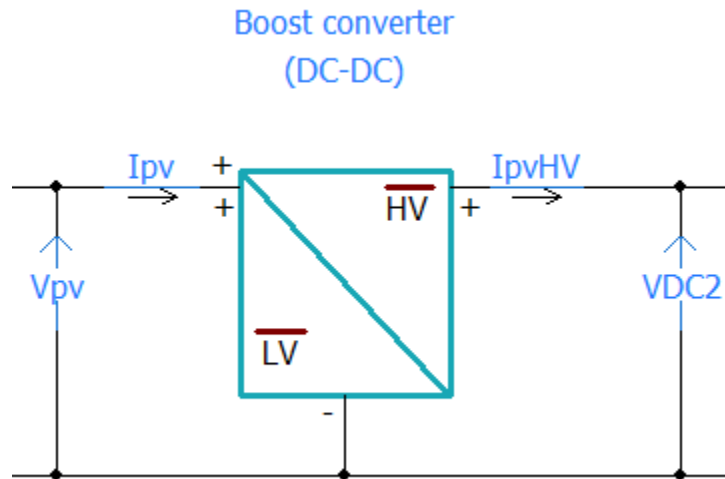 Boost converter
(DC-DC)
Ipv
+
IpvHV
+
HV
+
Vpv
VDC2
LV
-